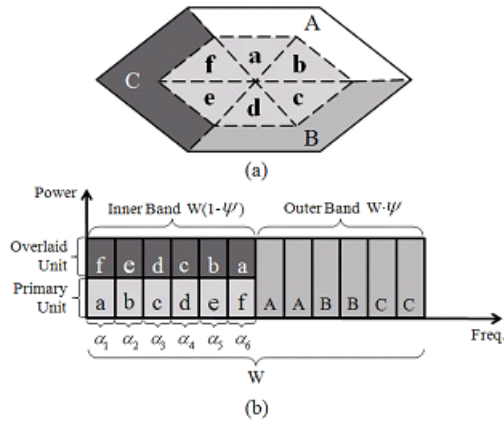 A
a
f
b
C
e
c
d
B
(a)
Power
Inner Band W(1-ψ) Outer Band W·ψ
Overlaid Unit
f e d c b a
Primary Unit
a b c d e f A A B B C C
Freq.
α1 α2 α3 α4 α5 α6
W
(b)